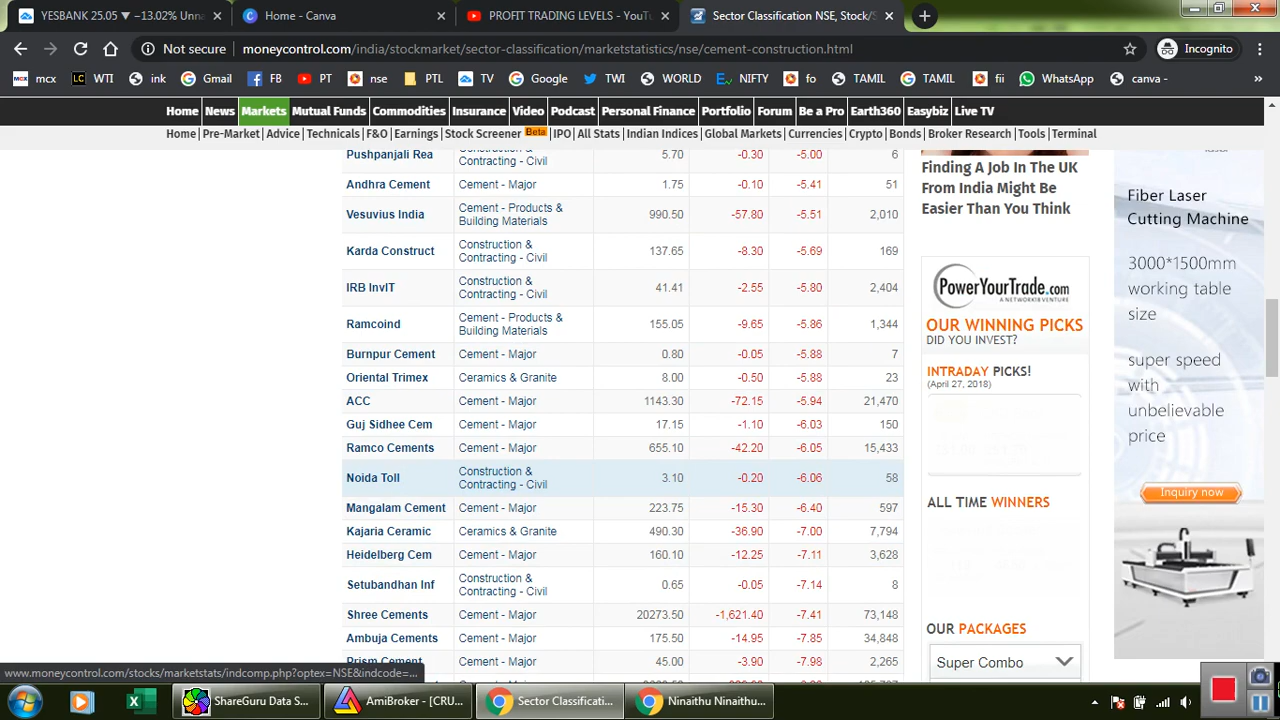 YESBANK 25.05 ▼ −13.02% Unna
Home - Canva
PROFIT TRADING LEVELS - YouTu
Sector Classification NSE, Stock/S
Not secure
moneycontrol.com/india/stockmarket/sector-classification/marketstatistics/nse/cement-construction.html
Incognito
mcx WTI ink Gmail FB PT nse PTL TV Google TWI WORLD NIFTY fo TAMIL TAMIL fii WhatsApp canva - »
Home News Markets Mutual Funds Commodities Insurance Video Podcast Personal Finance Portfolio Forum Be a Pro Earth360 Easybiz Live TV
Home | Pre-Market | Advice | Technicals | F&O | Earnings | Stock Screener Beta | IPO | All Stats | Indian Indices | Global Markets | Currencies | Crypto | Bonds | Broker Research | Tools | Terminal
Pushpanjali Rea Construction & Contracting - Civil 5.70 -0.30 -5.00 6
Andhra Cement Cement - Major 1.75 -0.10 -5.41 51
Vesuvius India Cement - Products & Building Materials 990.50 -57.80 -5.51 2,010
Karda Construct Construction & Contracting - Civil 137.65 -8.30 -5.69 169
IRB InvIT Construction & Contracting - Civil 41.41 -2.55 -5.80 2,404
Ramcoind Cement - Products & Building Materials 155.05 -9.65 -5.86 1,344
Burnpur Cement Cement - Major 0.80 -0.05 -5.88 7
Oriental Trimex Ceramics & Granite 8.00 -0.50 -5.88 23
ACC Cement - Major 1143.30 -72.15 -5.94 21,470
Guj Sidhee Cem Cement - Major 17.15 -1.10 -6.03 150
Ramco Cements Cement - Major 655.10 -42.20 -6.05 15,433
Noida Toll Construction & Contracting - Civil 3.10 -0.20 -6.06 58
Mangalam Cement Cement - Major 223.75 -15.30 -6.40 597
Kajaria Ceramic Ceramics & Granite 490.30 -36.90 -7.00 7,794
Heidelberg Cem Cement - Major 160.10 -12.25 -7.11 3,628
Setubandhan Inf Construction & Contracting - Civil 0.65 -0.05 -7.14 8
Shree Cements Cement - Major 20273.50 -1,621.40 -7.41 73,148
Ambuja Cements Cement - Major 175.50 -14.95 -7.85 34,848
Prism Cement Cement - Major 45.00 -3.90 -7.98 2,265
Finding A Job In The UK
From India Might Be
Easier Than You Think
PowerYourTrade.com
A NETWORK18 VENTURE
OUR WINNING PICKS
DID YOU INVEST?
INTRADAY PICKS!
(April 27, 2018)
ALL TIME WINNERS
OUR PACKAGES
Super Combo
Fiber Laser
Cutting Machine
3000*1500mm
working table
size
super speed
with
unbelievable
price
Inquiry now
www.moneycontrol.com/stocks/marketstats/indcomp.php?optex=NSE&indcode=...
ShareGuru Data S...
AmiBroker - [CRU...
Sector Classificati...
Ninaithu Ninaithu...